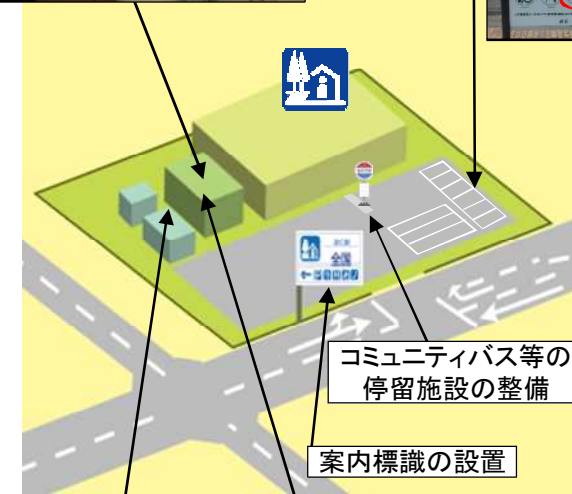 全国
コミュニティバス等の
停留施設の整備
案内標識の設置